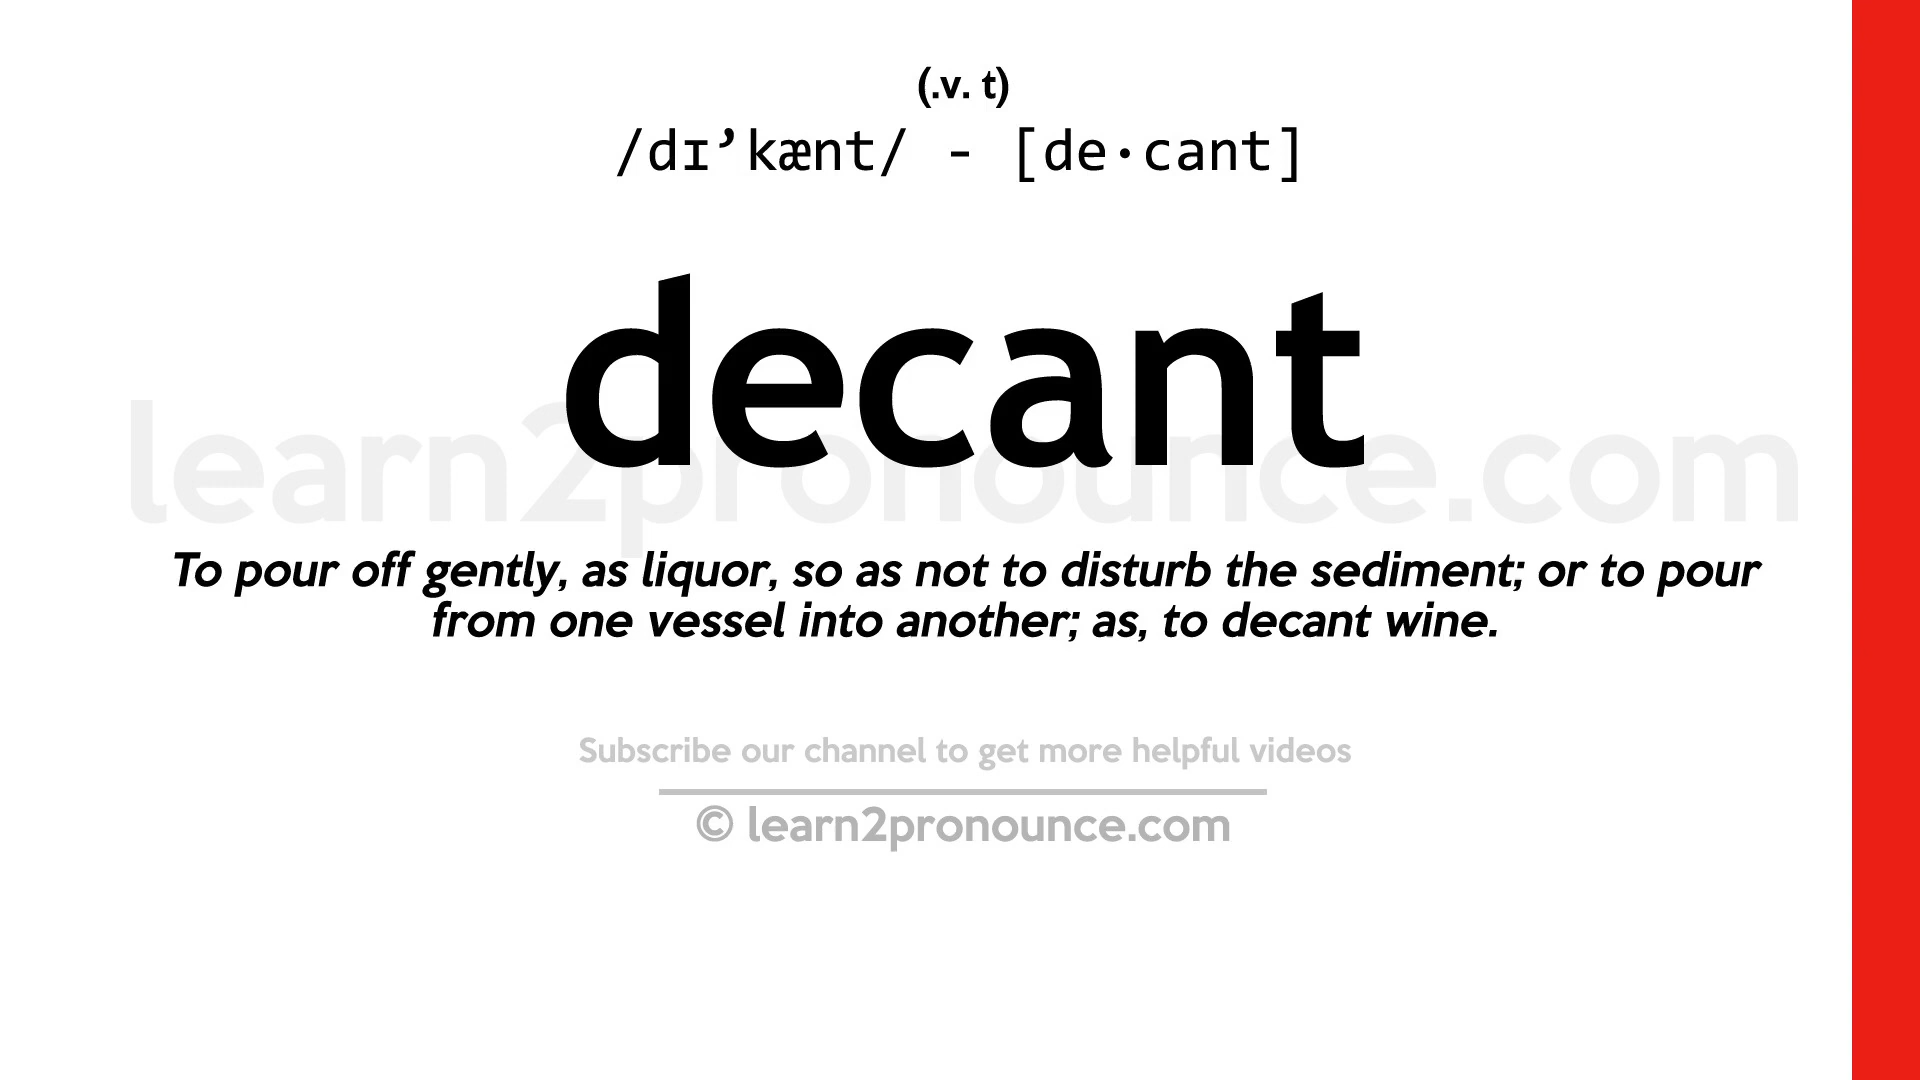 (.v. t)
/dɪ’kænt/ - [de·cant]
decant
learn2pronounce.com
To pour off gently, as liquor, so as not to disturb the sediment; or to pour
from one vessel into another; as, to decant wine.
Subscribe our channel to get more helpful videos
© learn2pronounce.com